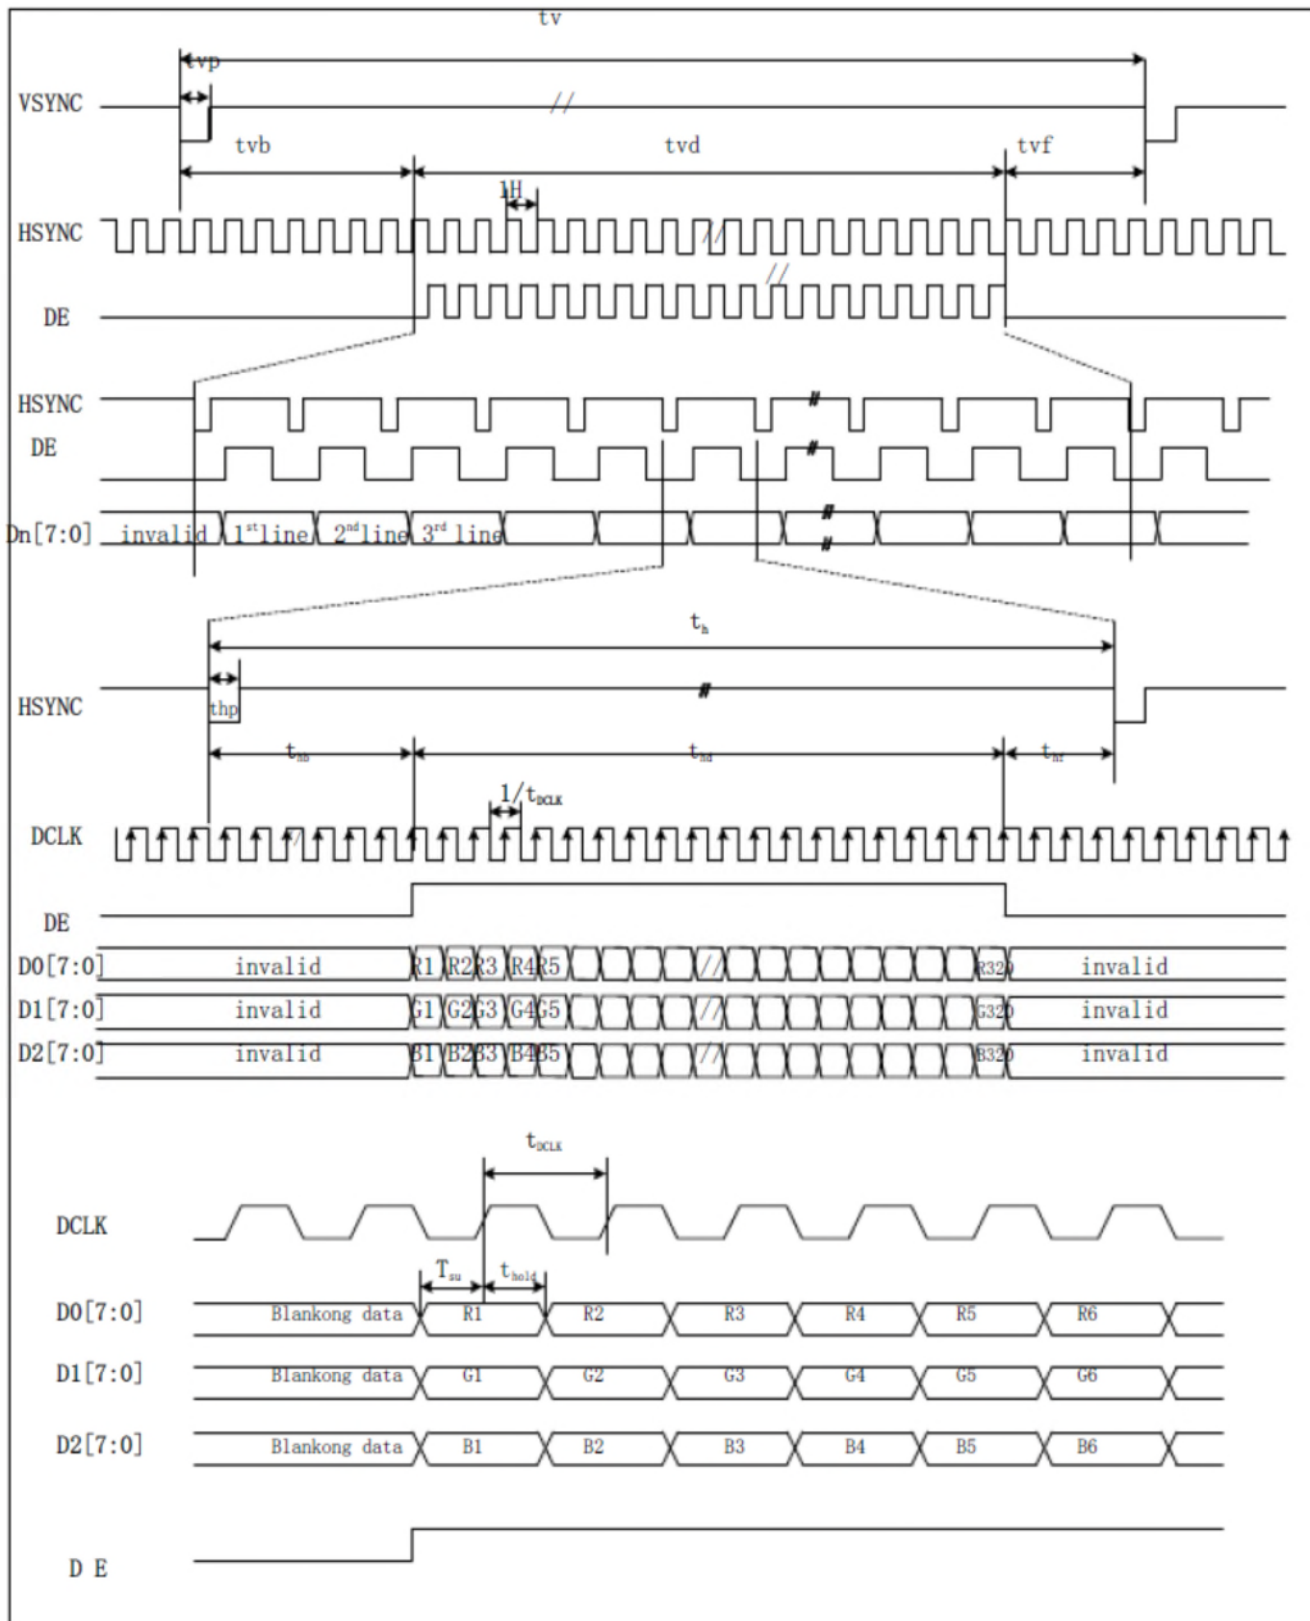 tv
tvp
VSYNC
tvb tvd tvf
1H
HSYNC
DE
HSYNC
DE
Dn[7:0] invalid 1st line 2nd line 3rd line
th
HSYNC
thp
thb thd thf
1/tDCLK
DCLK
DE
D0[7:0] invalid R1 R2 R3 R4 R5 R320 invalid
D1[7:0] invalid G1 G2 G3 G4 G5 G320 invalid
D2[7:0] invalid B1 B2 B3 B4 B5 B320 invalid
tDCLK
DCLK
Tsu thold
D0[7:0] Blankong data R1 R2 R3 R4 R5 R6
D1[7:0] Blankong data G1 G2 G3 G4 G5 G6
D2[7:0] Blankong data B1 B2 B3 B4 B5 B6
D E